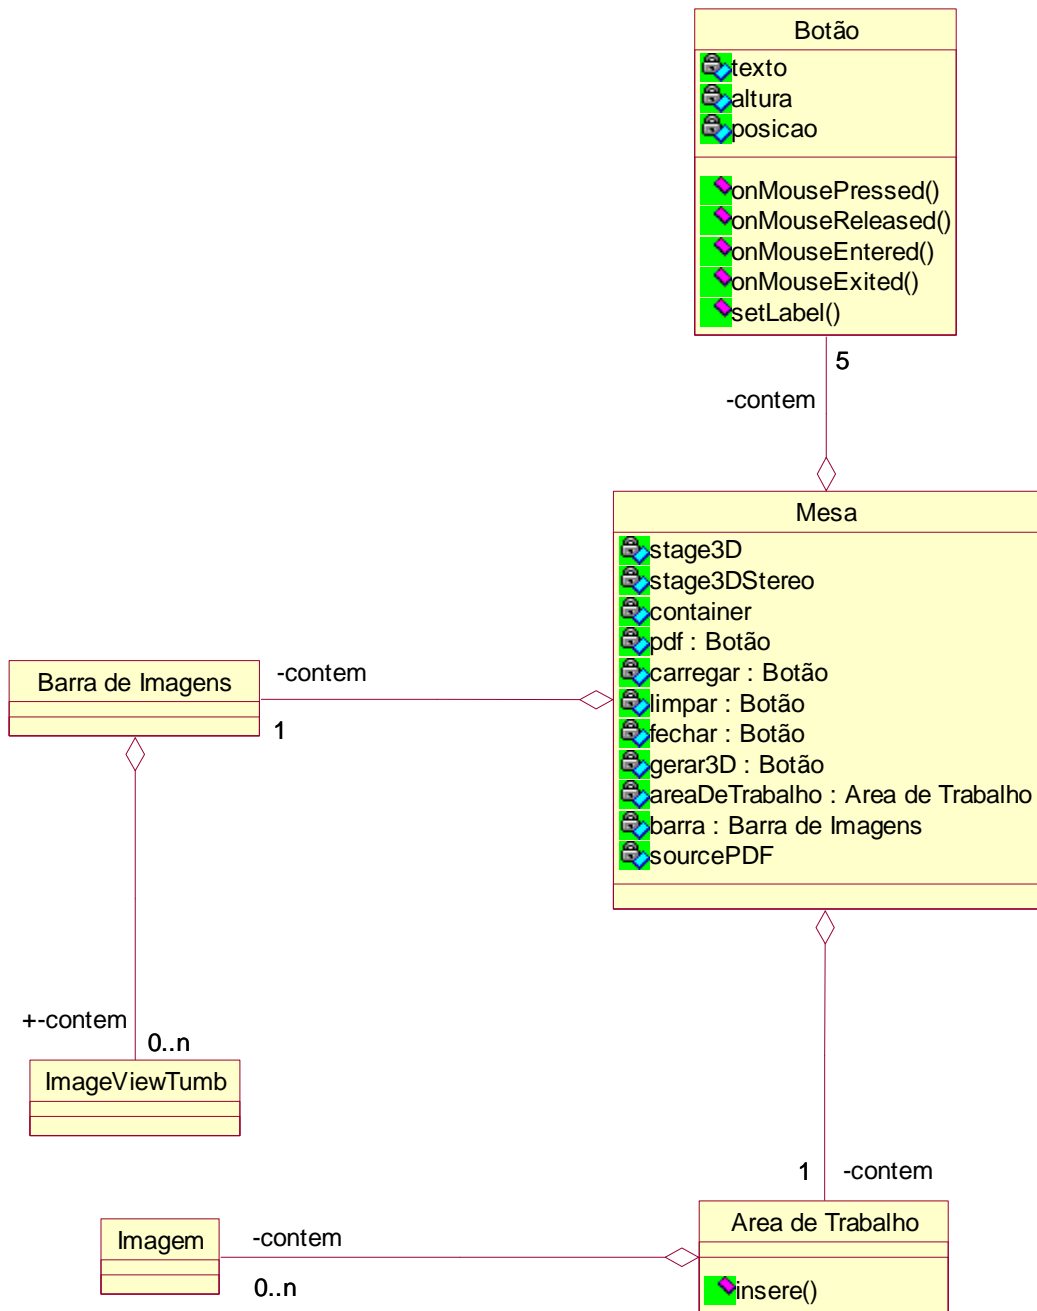 Botão
texto
altura
posicao
onMousePressed()
onMouseReleased()
onMouseEntered()
onMouseExited()
setLabel()
5
-contem
Mesa
stage3D
stage3DStereo
container
pdf : Botão
carregar : Botão
limpar : Botão
fechar : Botão
gerar3D : Botão
areaDeTrabalho : Area de Trabalho
barra : Barra de Imagens
sourcePDF
Barra de Imagens
-contem
1
+-contem
0..n
ImageViewTumb
1
-contem
Area de Trabalho
insere()
Imagem
-contem
0..n